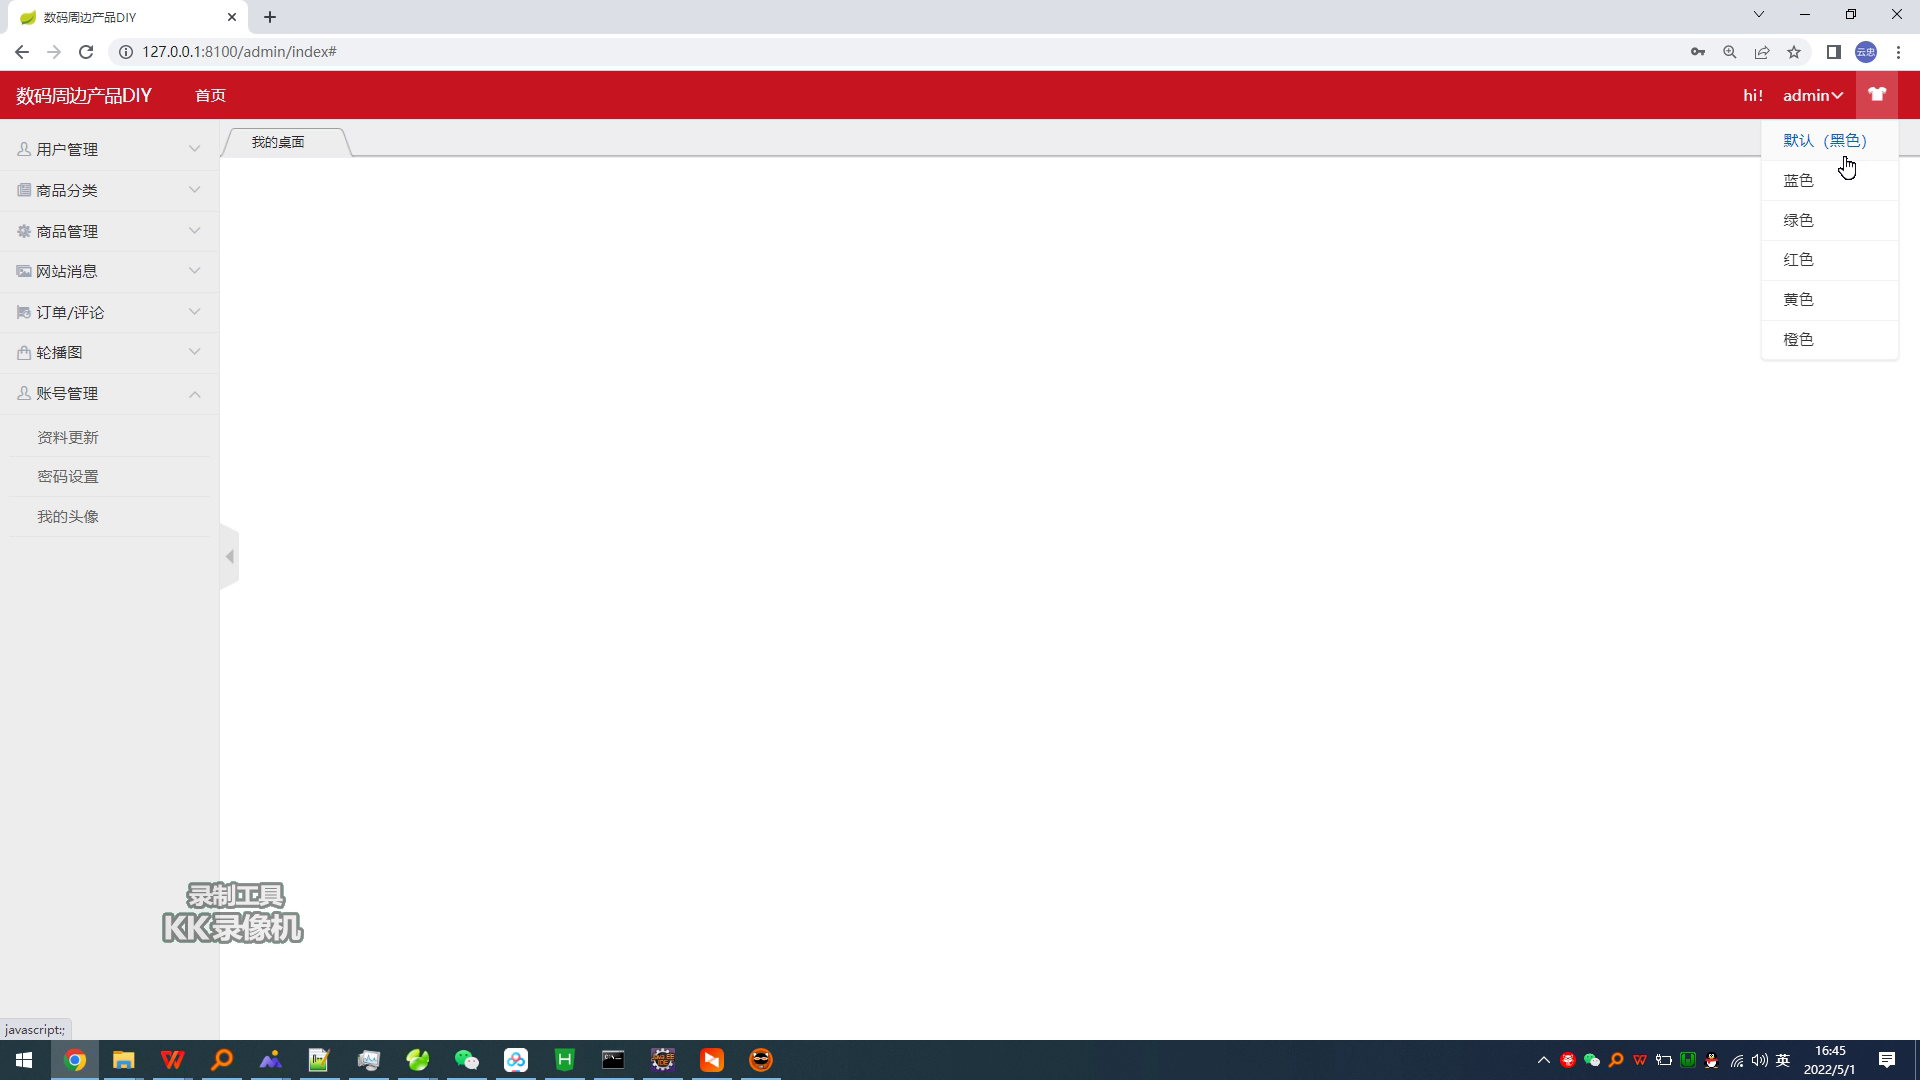 数码周边产品DIY
127.0.0.1:8100/admin/index#
云忠
数码周边产品DIY
首页
hi!
admin
用户管理
商品分类
商品管理
网站消息
订单/评论
轮播图
账号管理
资料更新
密码设置
我的头像
我的桌面
默认（黑色）
蓝色
绿色
红色
黄色
橙色
录制工具
KK录像机
javascript:;
英
16:45
2022/5/1